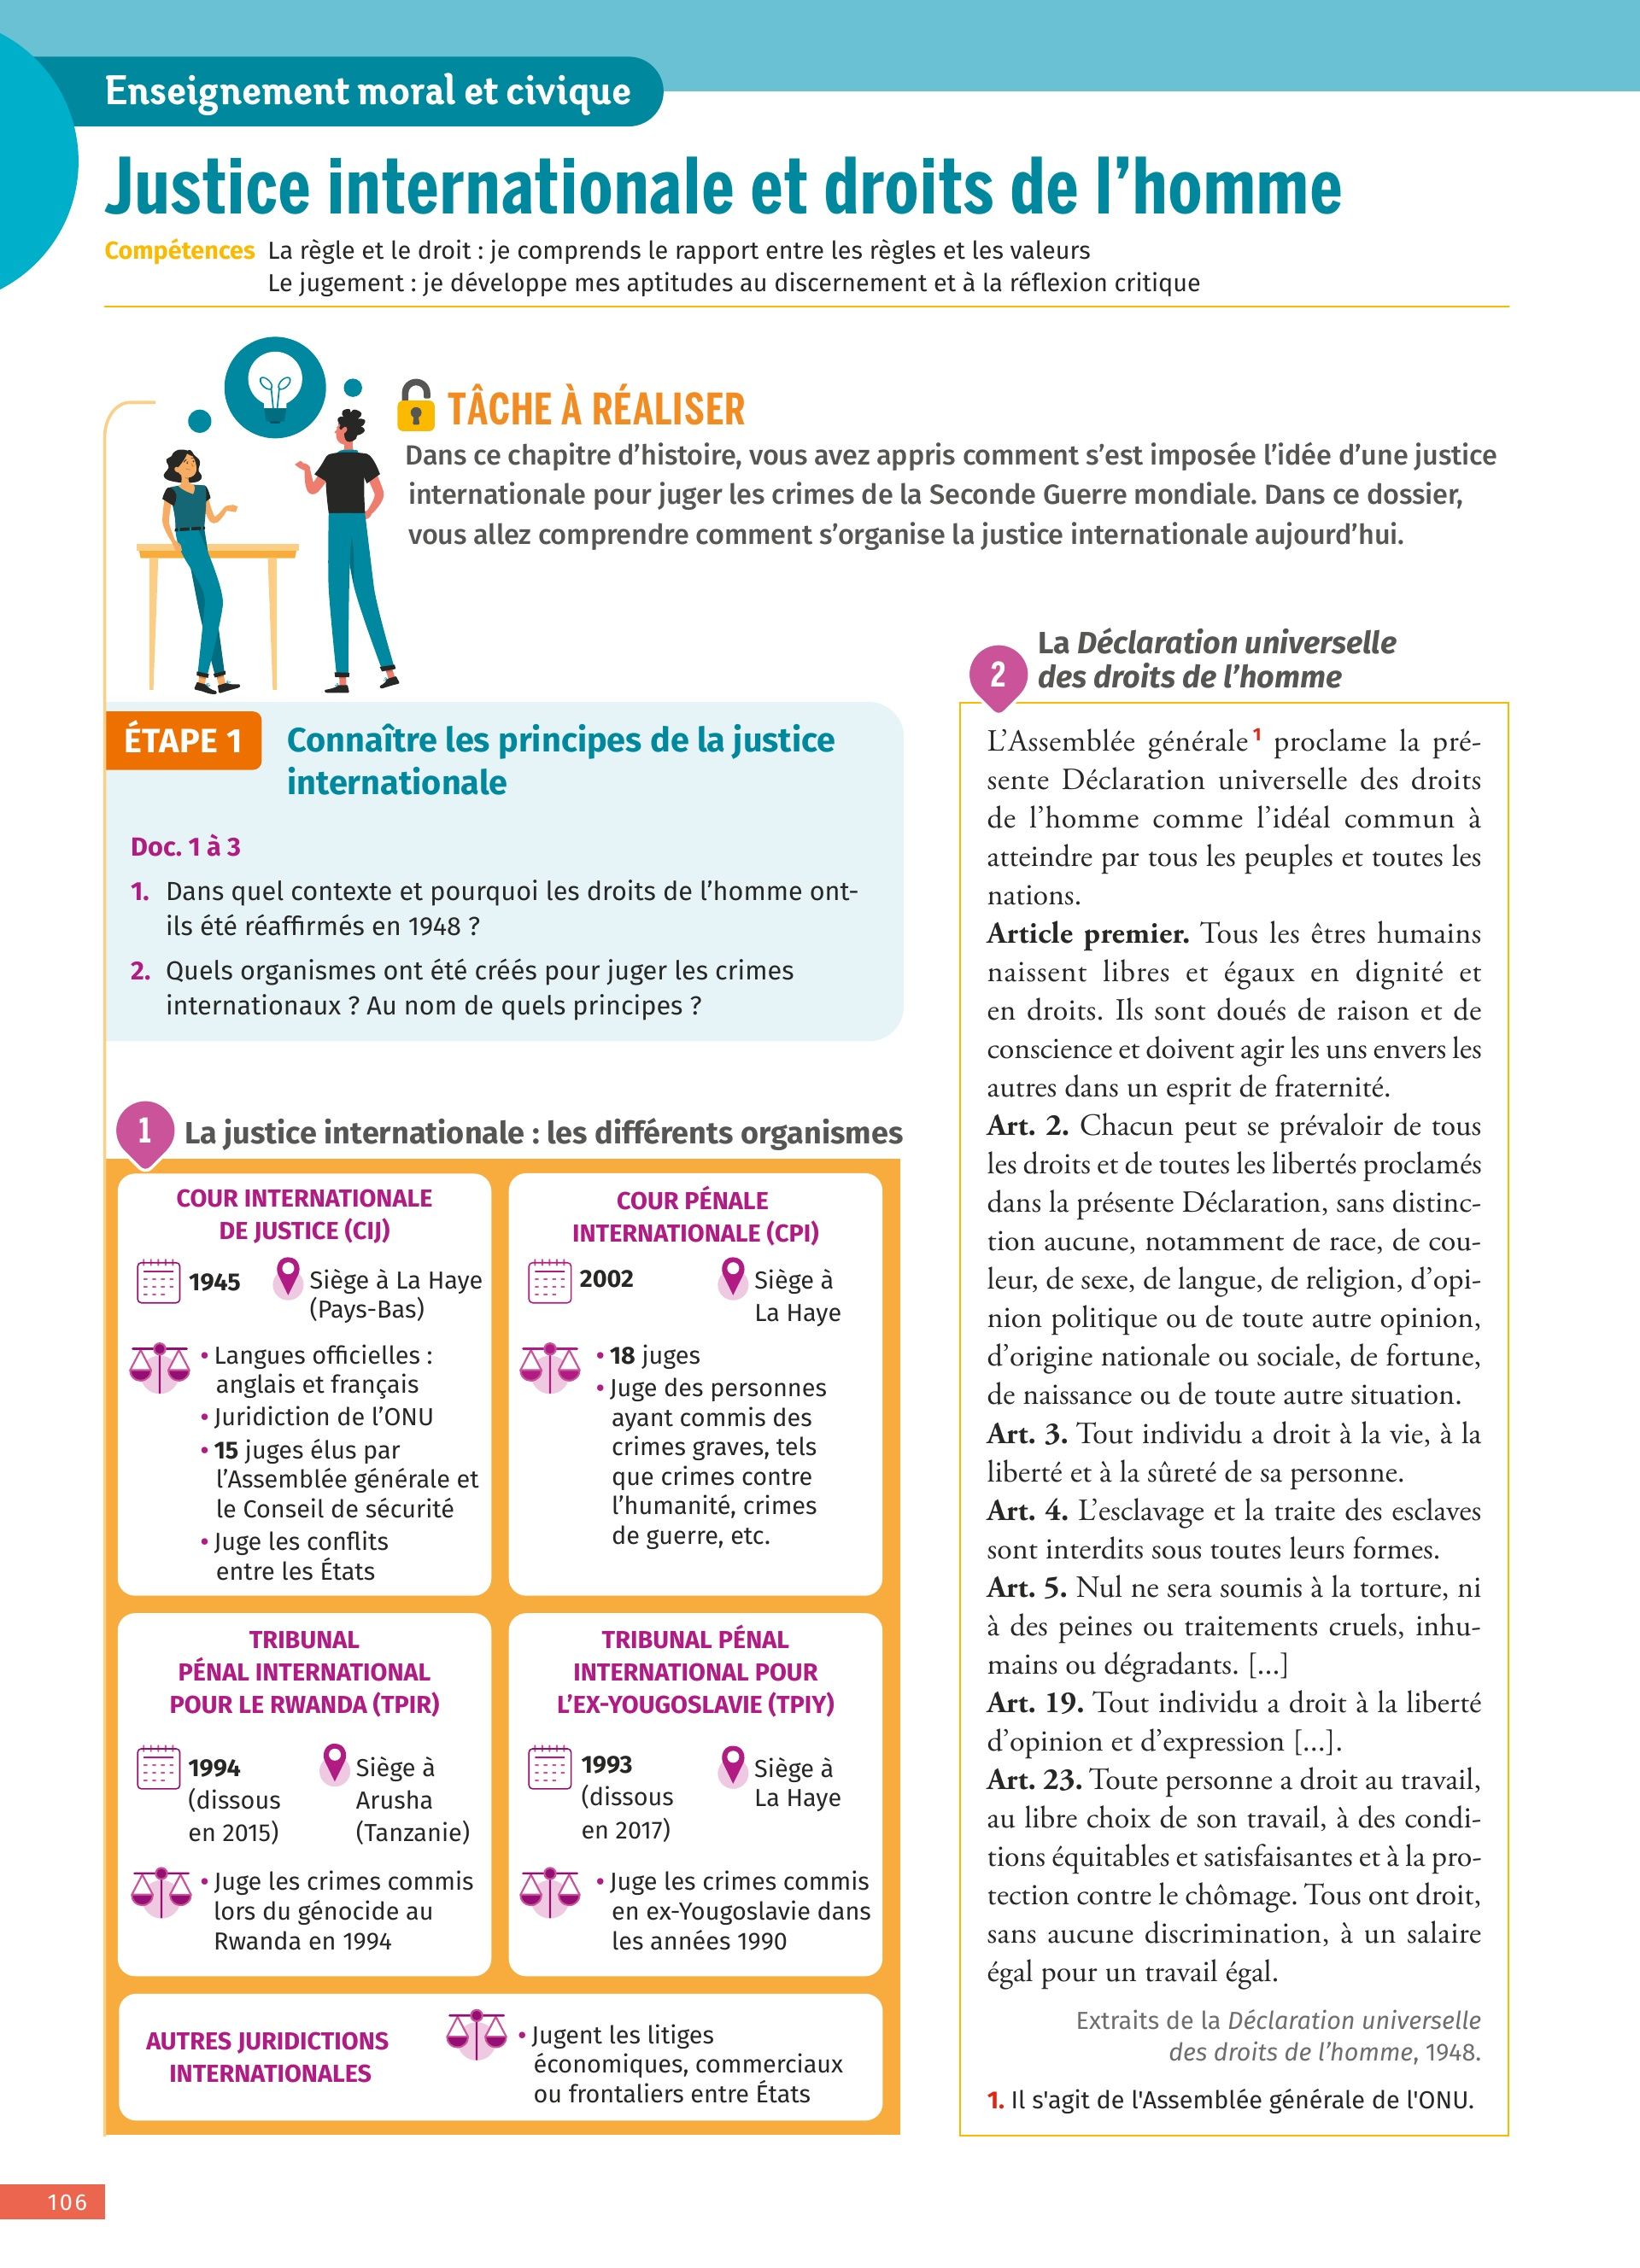 Enseignement moral et civique
Justice internationale et droits de l’homme
Compétences La règle et le droit : je comprends le rapport entre les règles et les valeurs
Le jugement : je développe mes aptitudes au discernement et à la réflexion critique
TÂCHE À RÉALISER
Dans ce chapitre d’histoire, vous avez appris comment s’est imposée l’idée d’une justice
internationale pour juger les crimes de la Seconde Guerre mondiale. Dans ce dossier,
vous allez comprendre comment s’organise la justice internationale aujourd’hui.
ÉTAPE 1
Connaître les principes de la justice
internationale
Doc. 1 à 3
1. Dans quel contexte et pourquoi les droits de l’homme ont-
ils été réaffirmés en 1948 ?
2. Quels organismes ont été créés pour juger les crimes
internationaux ? Au nom de quels principes ?
1 La justice internationale : les différents organismes
COUR INTERNATIONALE
DE JUSTICE (CIJ)
1945
Siège à La Haye
(Pays-Bas)
• Langues officielles :
anglais et français
• Juridiction de l’ONU
• 15 juges élus par
l’Assemblée générale et
le Conseil de sécurité
• Juge les conflits
entre les États
COUR PÉNALE
INTERNATIONALE (CPI)
2002
Siège à
La Haye
• 18 juges
• Juge des personnes
ayant commis des
crimes graves, tels
que crimes contre
l’humanité, crimes
de guerre, etc.
TRIBUNAL
PÉNAL INTERNATIONAL
POUR LE RWANDA (TPIR)
1994
(dissous
en 2015)
Siège à
Arusha
(Tanzanie)
• Juge les crimes commis
lors du génocide au
Rwanda en 1994
TRIBUNAL PÉNAL
INTERNATIONAL POUR
L’EX-YOUGOSLAVIE (TPIY)
1993
(dissous
en 2017)
Siège à
La Haye
• Juge les crimes commis
en ex-Yougoslavie dans
les années 1990
AUTRES JURIDICTIONS
INTERNATIONALES
• Jugent les litiges
économiques, commerciaux
ou frontaliers entre États
2
La Déclaration universelle
des droits de l’homme
L’Assemblée générale 1 proclame la pré-
sente Déclaration universelle des droits
de l’homme comme l’idéal commun à
atteindre par tous les peuples et toutes les
nations.
Article premier. Tous les êtres humains
naissent libres et égaux en dignité et
en droits. Ils sont doués de raison et de
conscience et doivent agir les uns envers les
autres dans un esprit de fraternité.
Art. 2. Chacun peut se prévaloir de tous
les droits et de toutes les libertés proclamés
dans la présente Déclaration, sans distinc-
tion aucune, notamment de race, de cou-
leur, de sexe, de langue, de religion, d’opi-
nion politique ou de toute autre opinion,
d’origine nationale ou sociale, de fortune,
de naissance ou de toute autre situation.
Art. 3. Tout individu a droit à la vie, à la
liberté et à la sûreté de sa personne.
Art. 4. L’esclavage et la traite des esclaves
sont interdits sous toutes leurs formes.
Art. 5. Nul ne sera soumis à la torture, ni
à des peines ou traitements cruels, inhu-
mains ou dégradants. [...]
Art. 19. Tout individu a droit à la liberté
d’opinion et d’expression [...].
Art. 23. Toute personne a droit au travail,
au libre choix de son travail, à des condi-
tions équitables et satisfaisantes et à la pro-
tection contre le chômage. Tous ont droit,
sans aucune discrimination, à un salaire
égal pour un travail égal.
Extraits de la Déclaration universelle
des droits de l’homme, 1948.
1. Il s'agit de l'Assemblée générale de l'ONU.
106